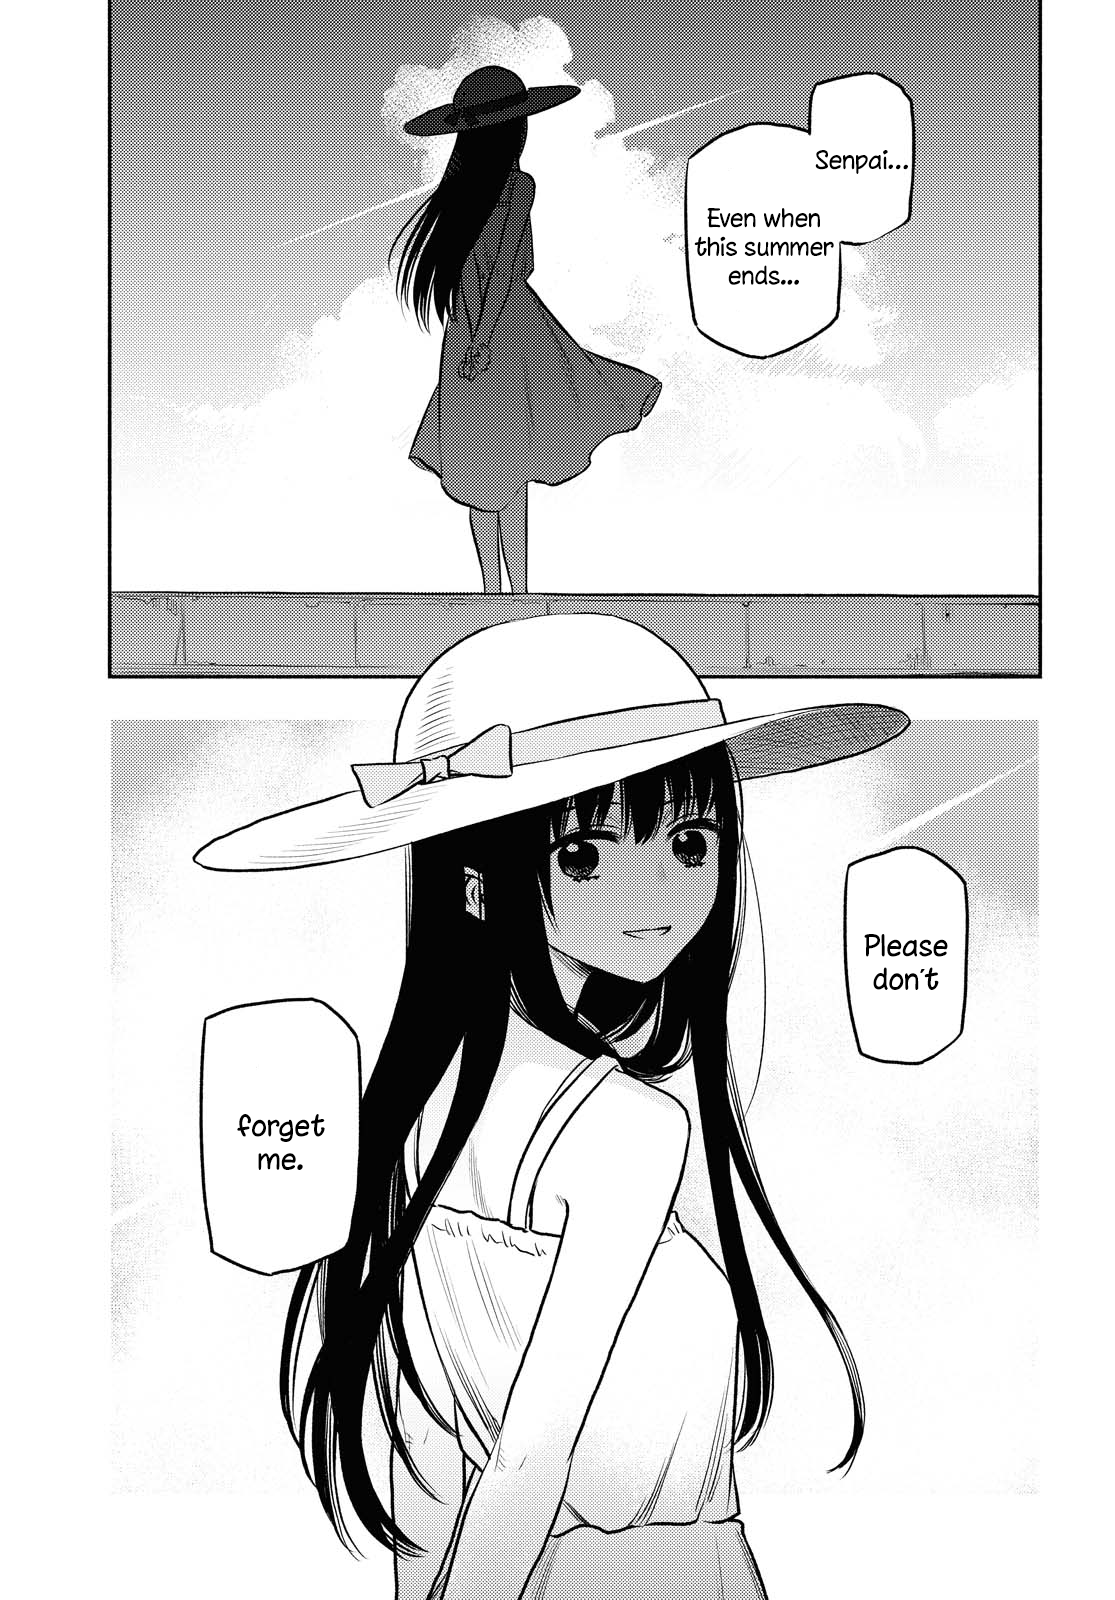 Senpai...
Even when
this summer
ends...
Please
don't
forget
me.